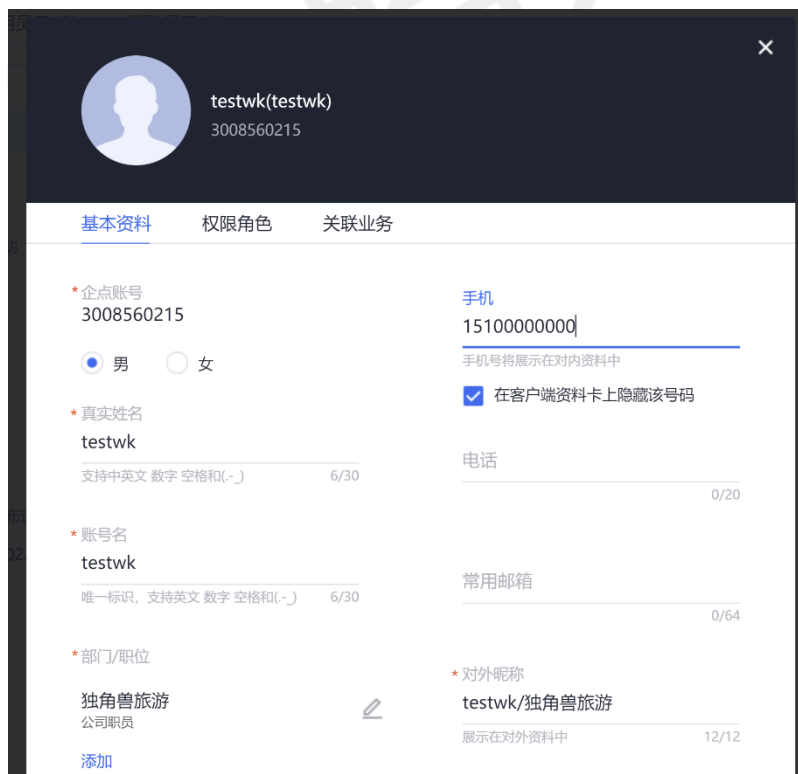 testwk(testwk)
3008560215
基本资料 权限角色 关联业务
*企点账号
3008560215
男 女
*真实姓名
testwk
支持中英文 数字 空格和(.-_) 6/30
*账号名
testwk
唯一标识，支持英文 数字 空格和(.-_) 6/30
*部门/职位
独角兽旅游
公司职员
添加
手机
15100000000
手机号将展示在对内资料中
在客户端资料卡上隐藏该号码
电话
0/20
常用邮箱
0/64
*对外昵称
testwk/独角兽旅游
展示在对外资料中 12/12